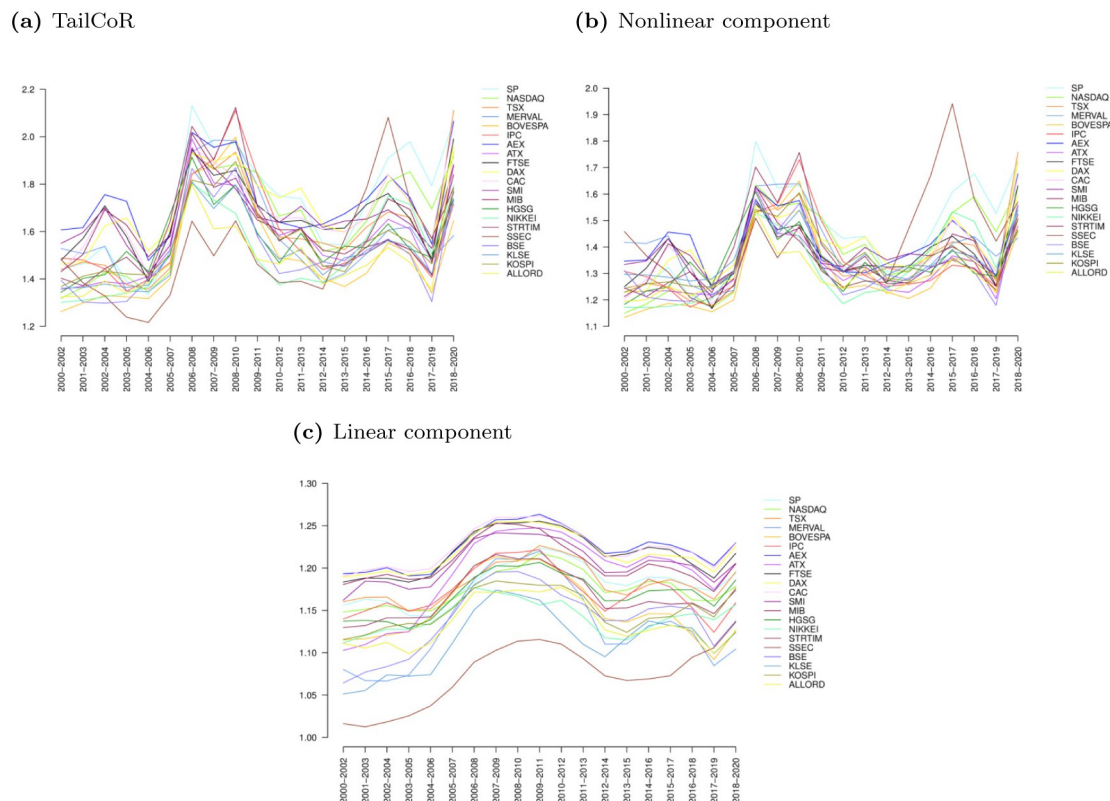 (a) TailCoR
2.2
2.0
1.8
1.6
1.4
1.2
SP
NASDAQ
TSX
MERVAL
BOVESPA
IPC
AEX
ATX
FTSE
DAX
CAC
SMI
MIB
HGSG
NIKKEI
STRTIM
SSEC
BSE
KLSE
KOSPI
ALLORD
2000–2002
2001–2003
2002–2004
2003–2005
2004–2006
2005–2007
2006–2008
2007–2009
2008–2010
2009–2011
2010–2012
2011–2013
2012–2014
2013–2015
2014–2016
2015–2017
2016–2018
2017–2019
2018–2020
(b) Nonlinear component
2.0
1.9
1.8
1.7
1.6
1.5
1.4
1.3
1.2
1.1
SP
NASDAQ
TSX
MERVAL
BOVESPA
IPC
AEX
ATX
FTSE
DAX
CAC
SMI
MIB
HGSG
NIKKEI
STRTIM
SSEC
BSE
KLSE
KOSPI
ALLORD
2000–2002
2001–2003
2002–2004
2003–2005
2004–2006
2005–2007
2006–2008
2007–2009
2008–2010
2009–2011
2010–2012
2011–2013
2012–2014
2013–2015
2014–2016
2015–2017
2016–2018
2017–2019
2018–2020
(c) Linear component
1.30
1.25
1.20
1.15
1.10
1.05
1.00
SP
NASDAQ
TSX
MERVAL
BOVESPA
IPC
AEX
ATX
FTSE
DAX
CAC
SMI
MIB
HGSG
NIKKEI
STRTIM
SSEC
BSE
KLSE
KOSPI
ALLORD
2000–2002
2001–2003
2002–2004
2003–2005
2004–2006
2005–2007
2006–2008
2007–2009
2008–2010
2009–2011
2010–2012
2011–2013
2012–2014
2013–2015
2014–2016
2015–2017
2016–2018
2017–2019
2018–2020